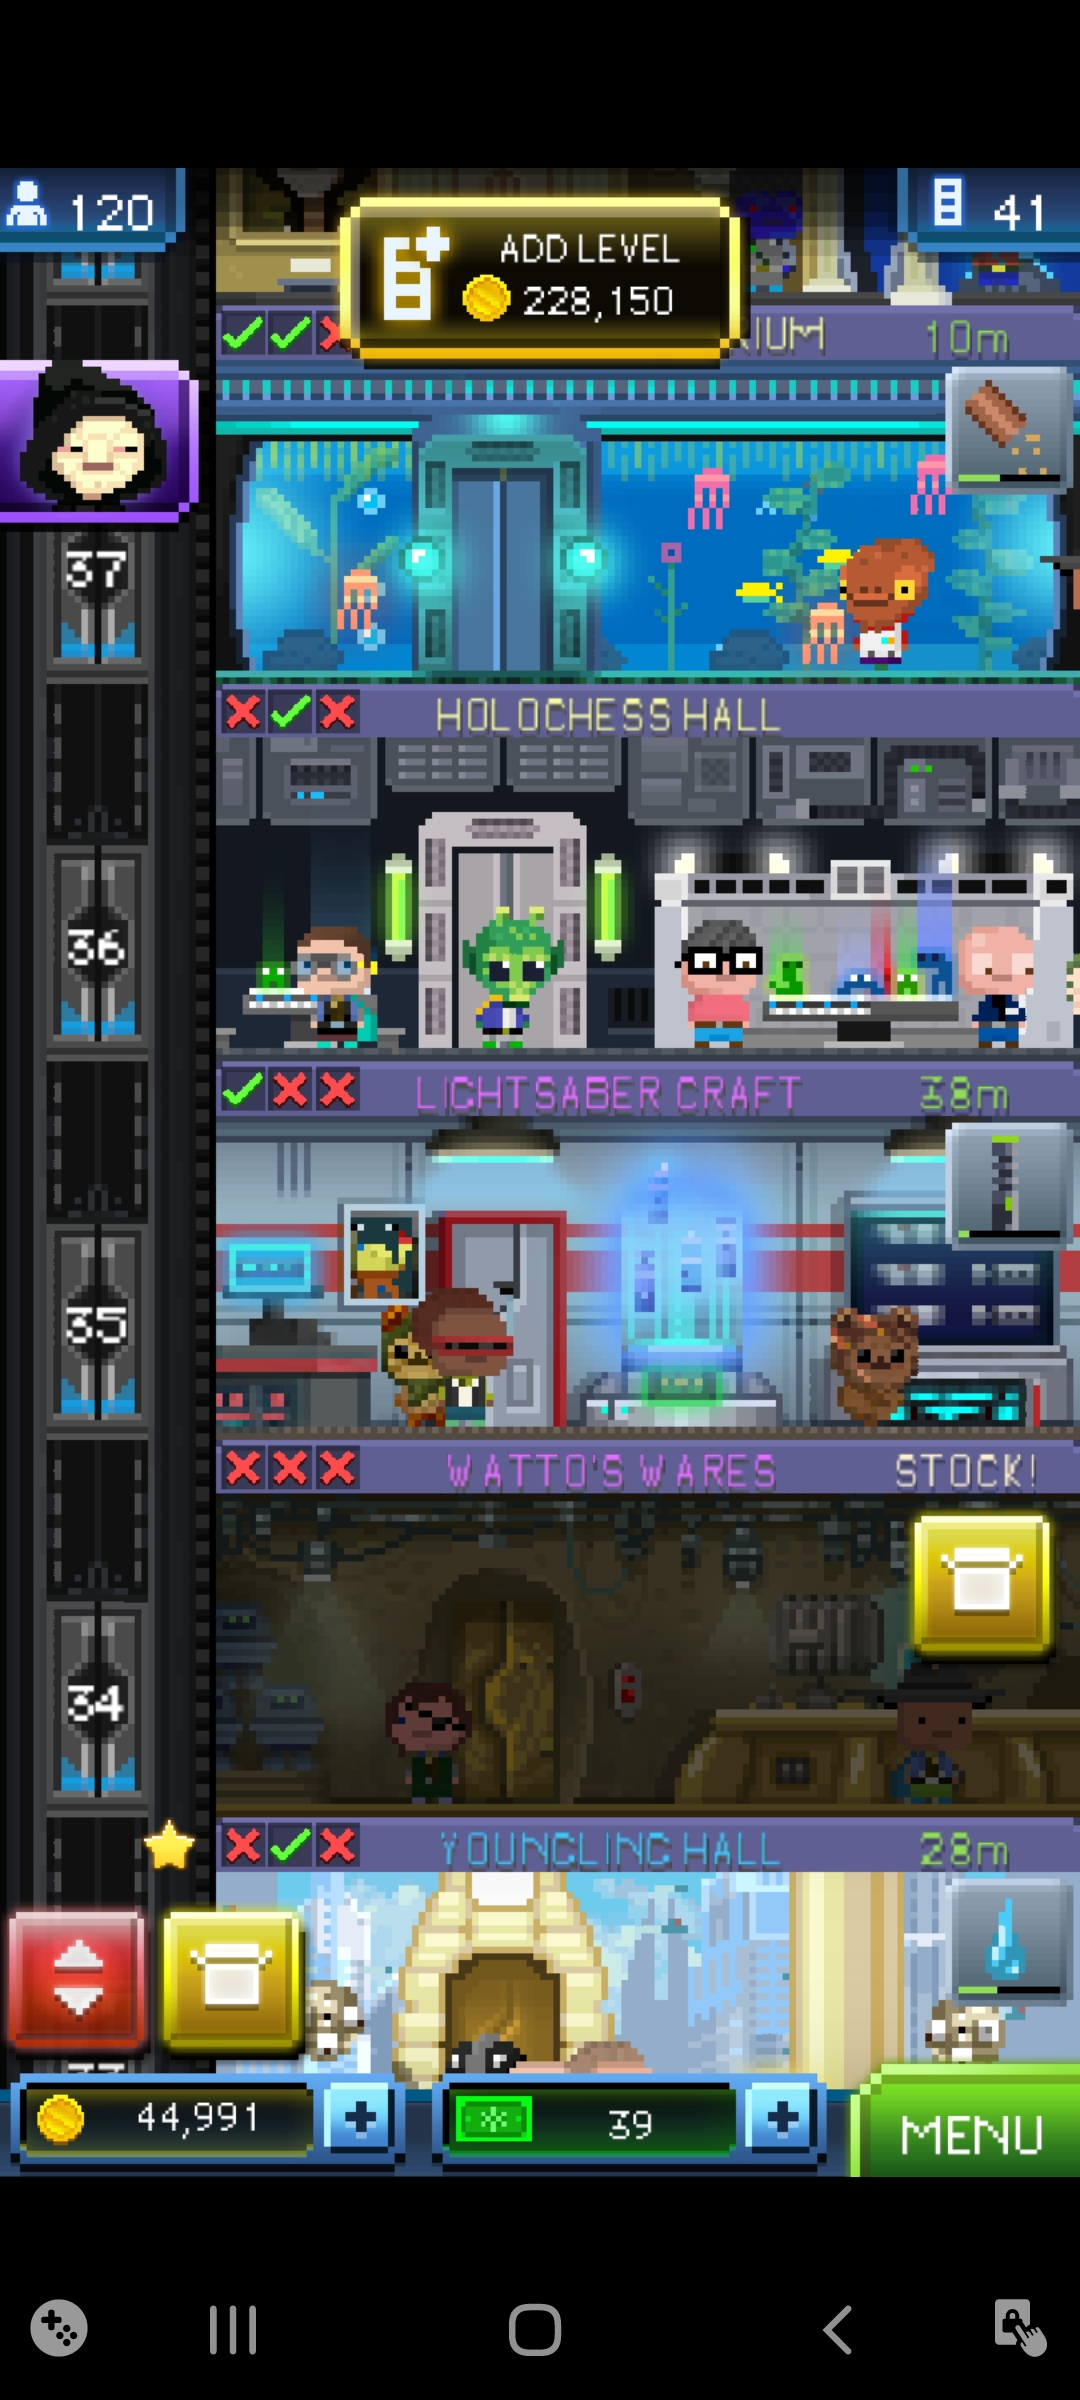 120
41
ADD LEVEL
228,150
RIUM 10m
37
HOLOCHESS HALL
36
LIGHTSABER CRAFT 38m
35
WATTO'S WARES STOCK!
34
YOUNGLING HALL 28m
44,991
39
MENU